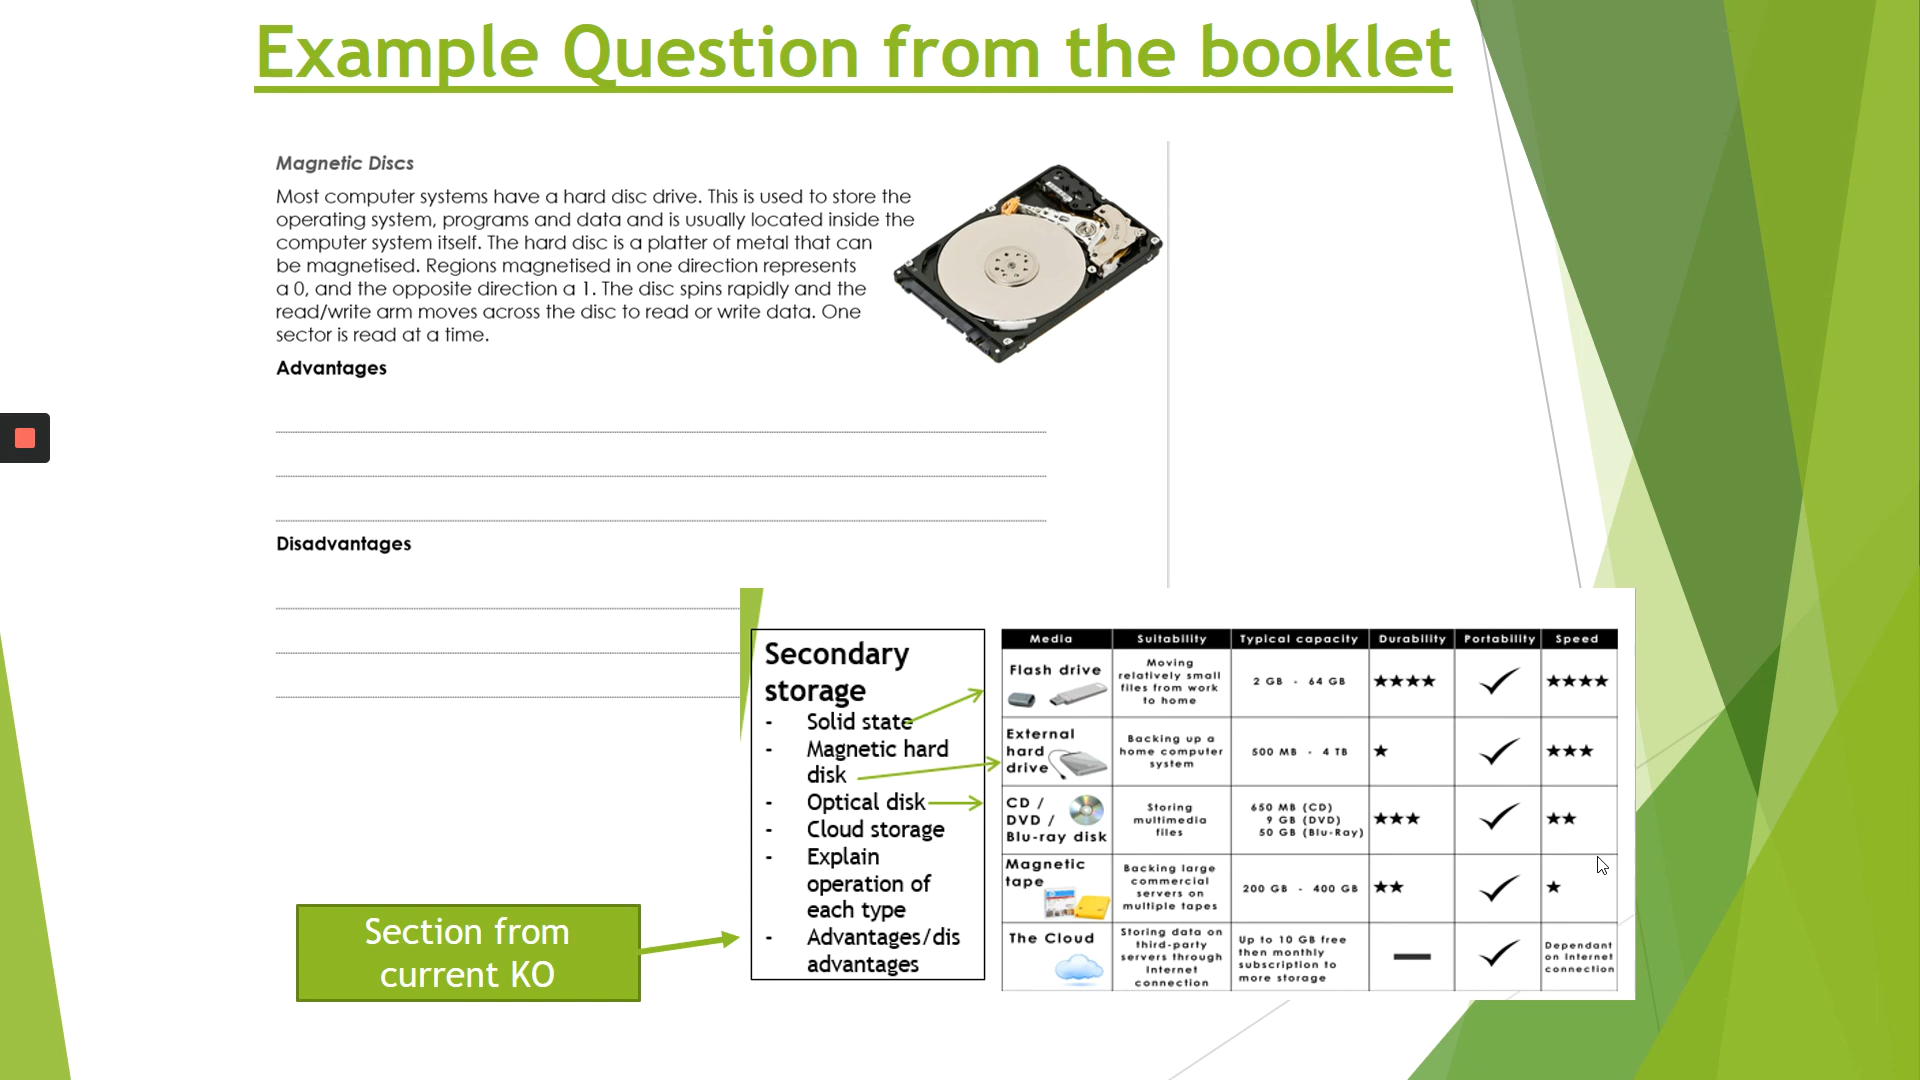 Example Question from the booklet
Magnetic Discs
Most computer systems have a hard disc drive. This is used to store the
operating system, programs and data and is usually located inside the
computer system itself. The hard disc is a platter of metal that can
be magnetised. Regions magnetised in one direction represents
a 0, and the opposite direction a 1. The disc spins rapidly and the
read/write arm moves across the disc to read or write data. One
sector is read at a time.
Advantages
Disadvantages
Section from
current KO
Secondary
storage
- Solid state
- Magnetic hard
disk
- Optical disk
- Cloud storage
- Explain
operation of
each type
- Advantages/dis
advantages
Media Suitability Typical capacity Durability Portability Speed
Flash drive
Moving
relatively small
files from work
to home
2 GB - 64 GB
★★★★
✓
★★★★
External
hard
drive
Backing up a
home computer
system
500 MB - 4 TB
★
✓
★★★
CD /
DVD /
Blu-ray disk
Storing
multimedia
files
650 MB (CD)
9 GB (DVD)
50 GB (Blu-Ray)
★★★
✓
★★
Magnetic
tape
Backing large
commercial
servers on
multiple tapes
200 GB - 400 GB
★★
✓
★
The Cloud
Storing data on
third-party
servers through
Internet
connection
Up to 10 GB free
then monthly
subscription to
more storage
—
✓
Dependant
on Internet
connection